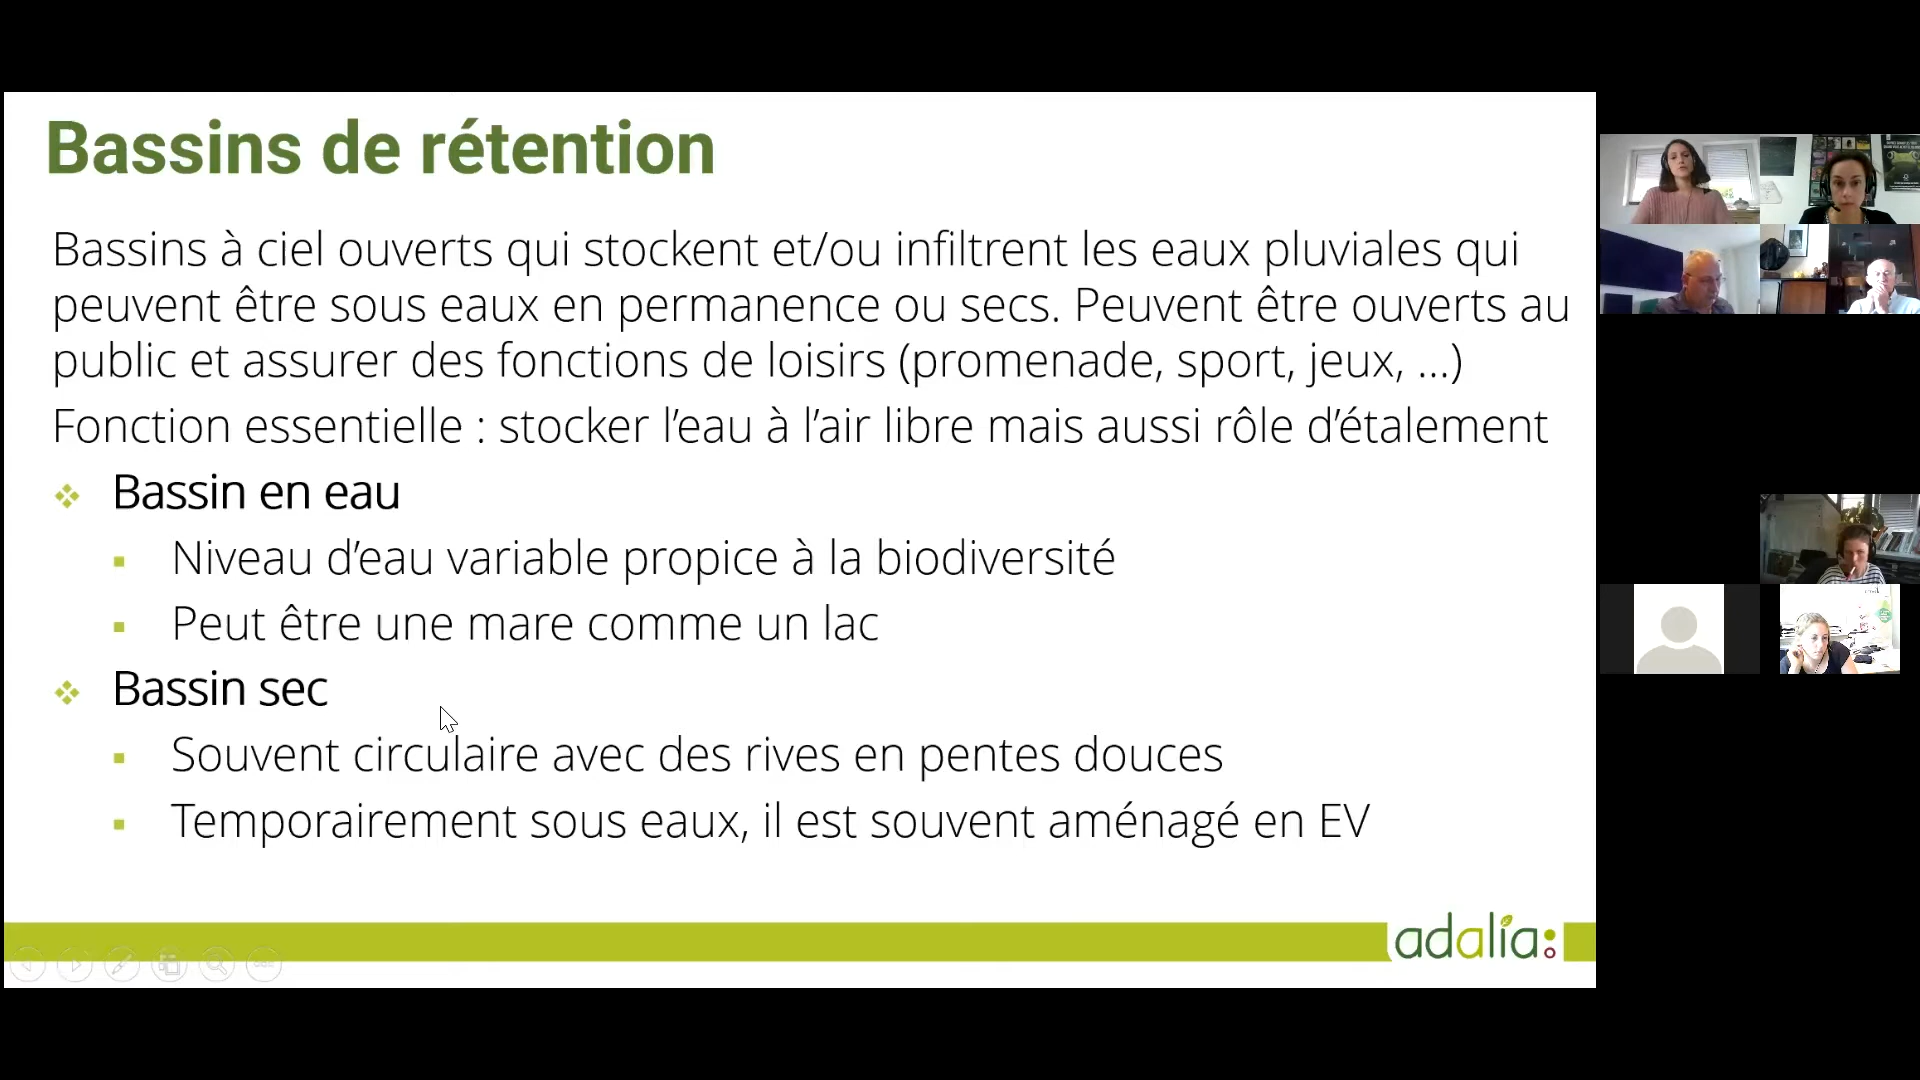 Bassins de rétention
Bassins à ciel ouverts qui stockent et/ou infiltrent les eaux pluviales qui
peuvent être sous eaux en permanence ou secs. Peuvent être ouverts au
public et assurer des fonctions de loisirs (promenade, sport, jeux, ...)
Fonction essentielle : stocker l’eau à l’air libre mais aussi rôle d’étalement
Bassin en eau
Niveau d’eau variable propice à la biodiversité
Peut être une mare comme un lac
Bassin sec
Souvent circulaire avec des rives en pentes douces
Temporairement sous eaux, il est souvent aménagé en EV
adalia